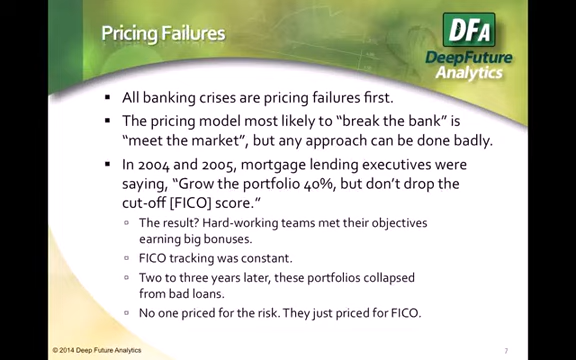 Pricing Failures
DFA
DeepFuture
Analytics
▪ All banking crises are pricing failures first.
▪ The pricing model most likely to “break the bank” is
“meet the market”, but any approach can be done badly.
▪ In 2004 and 2005, mortgage lending executives were
saying, “Grow the portfolio 40%, but don’t drop the
cut-off [FICO] score.”
▫ The result? Hard-working teams met their objectives
earning big bonuses.
▫ FICO tracking was constant.
▫ Two to three years later, these portfolios collapsed
from bad loans.
▫ No one priced for the risk. They just priced for FICO.
© 2014 Deep Future Analytics
7